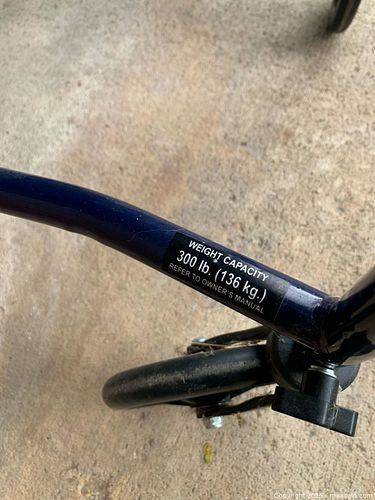 WEIGHT CAPACITY
300 lb. (136 kg.)
REFER TO OWNER'S MANUAL